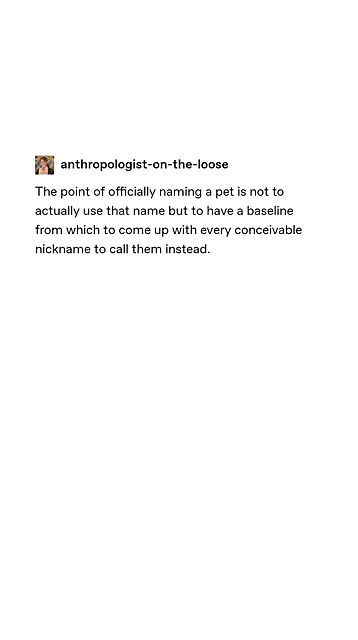 anthropologist-on-the-loose
The point of officially naming a pet is not to
actually use that name but to have a baseline
from which to come up with every conceivable
nickname to call them instead.